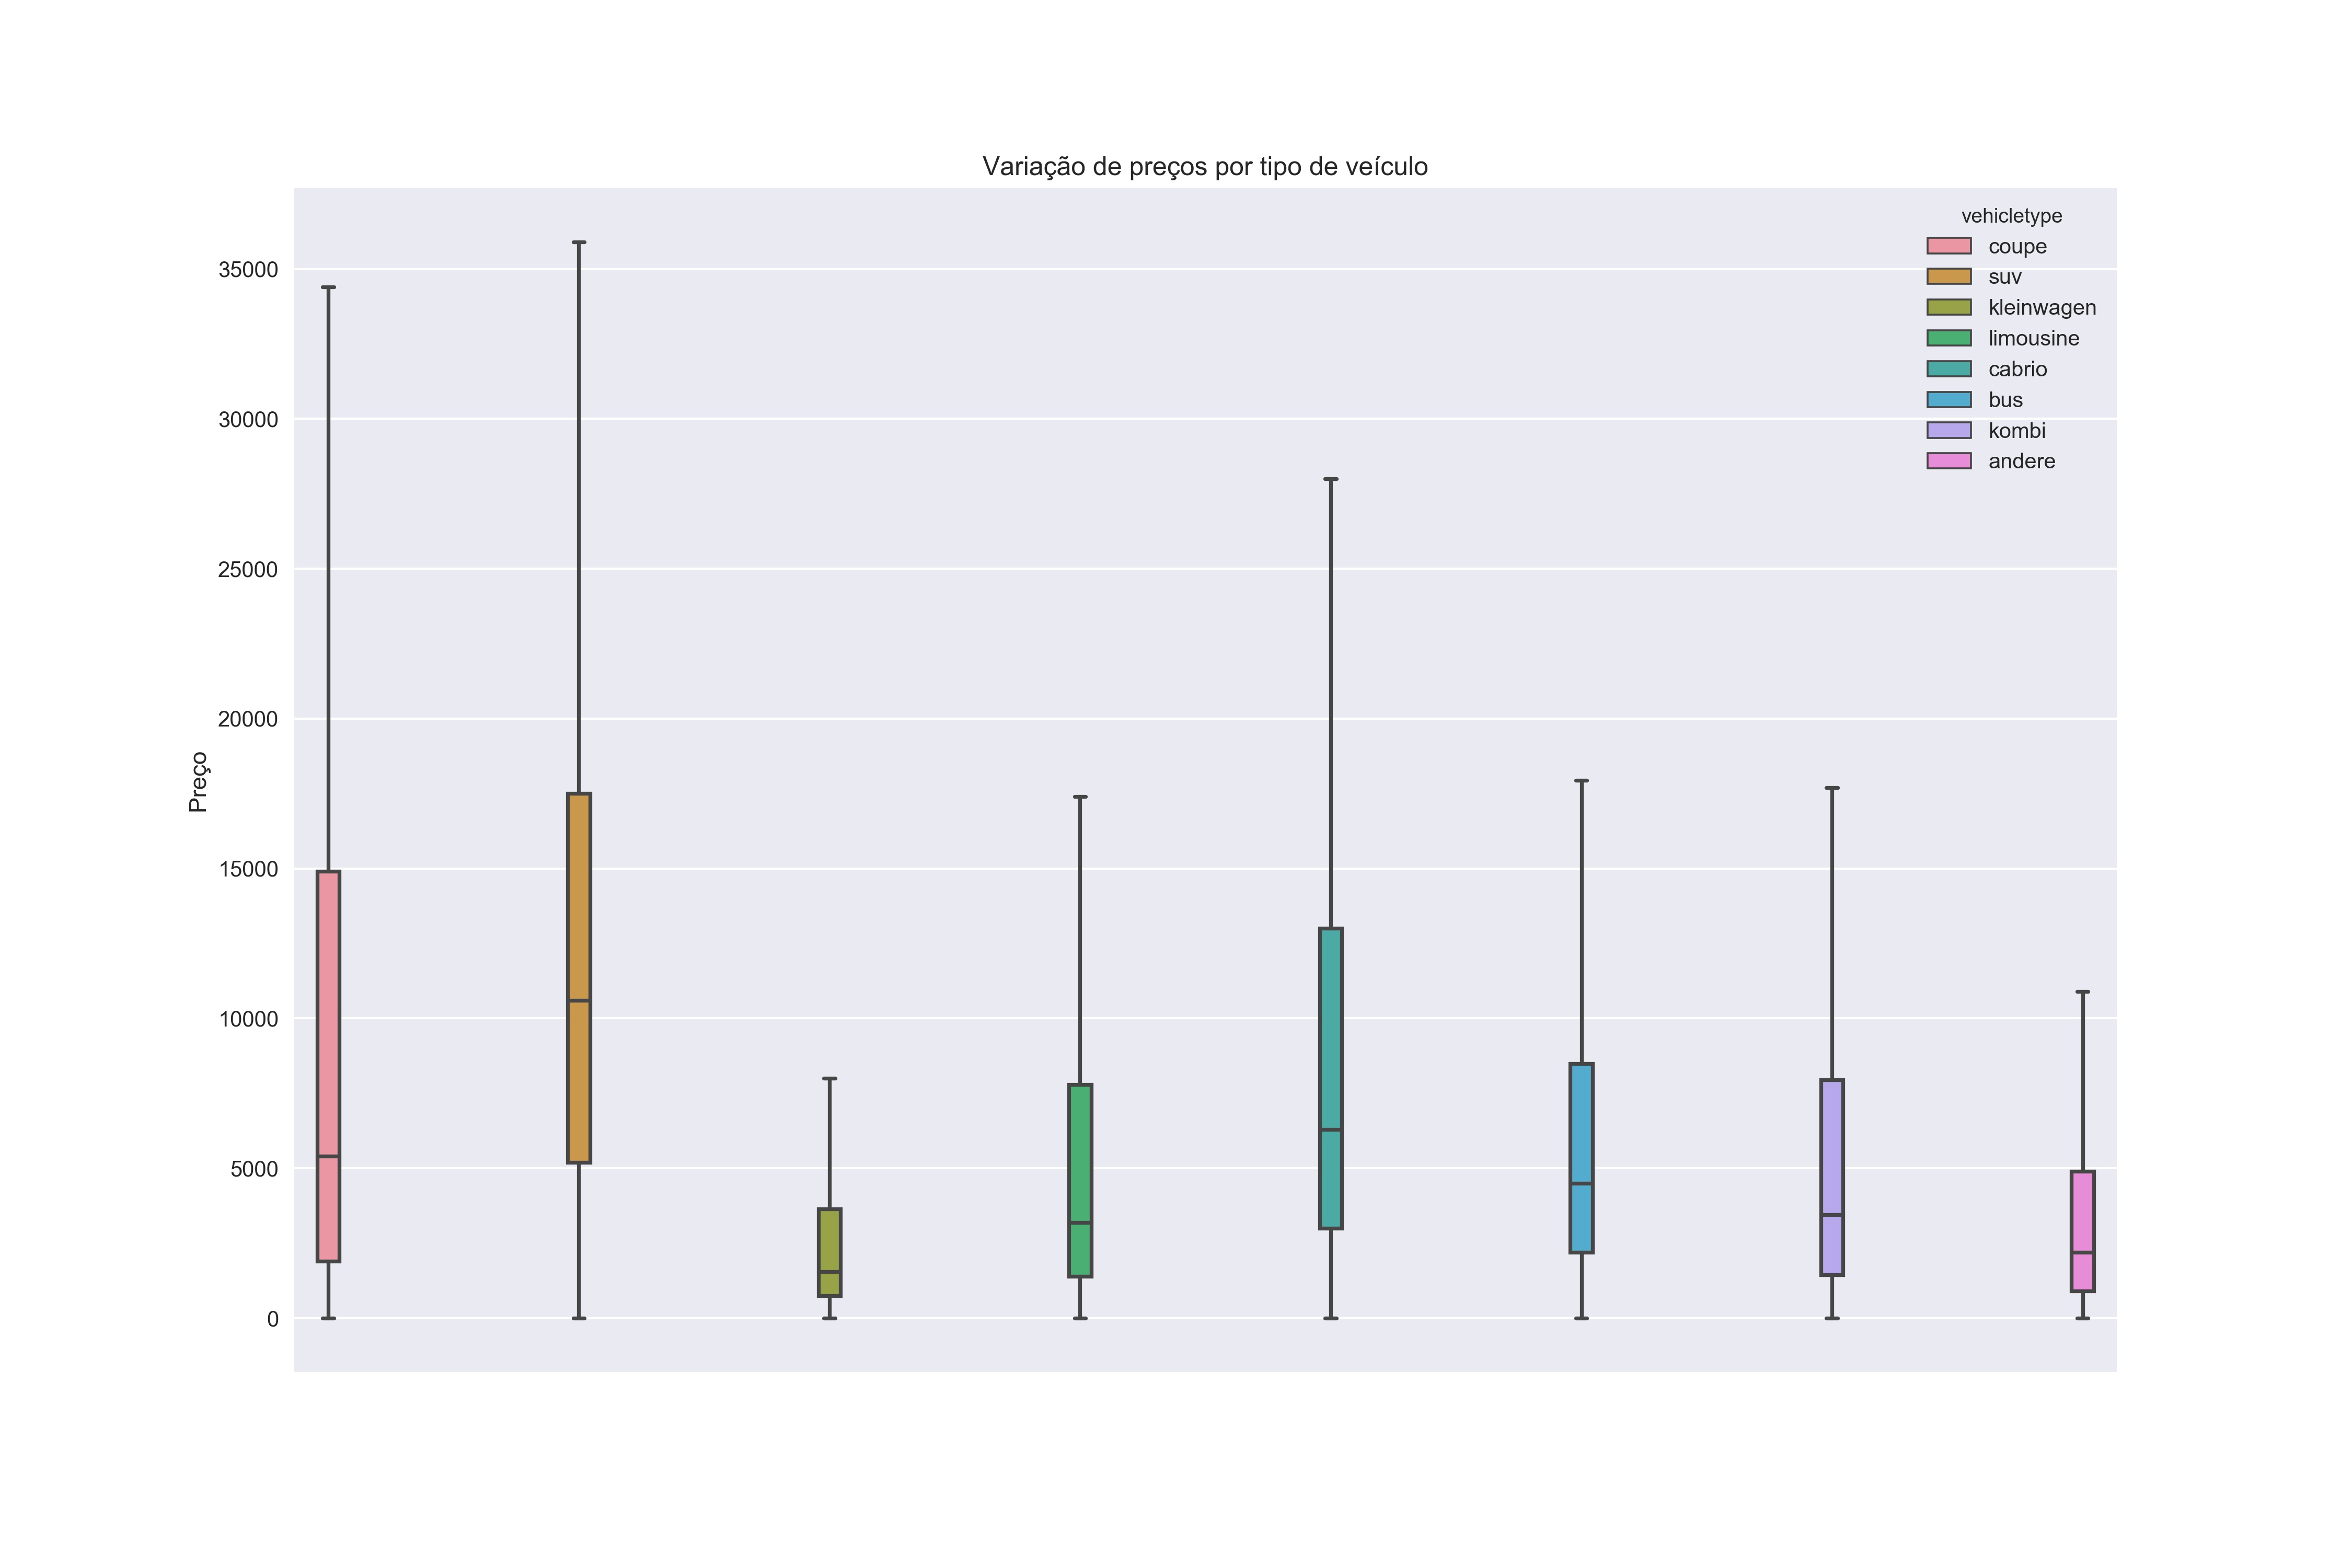 Variação de preços por tipo de veículo
vehicletype
coupe
suv
kleinwagen
limousine
cabrio
bus
kombi
andere
35000
30000
25000
20000
15000
10000
5000
0
Preço